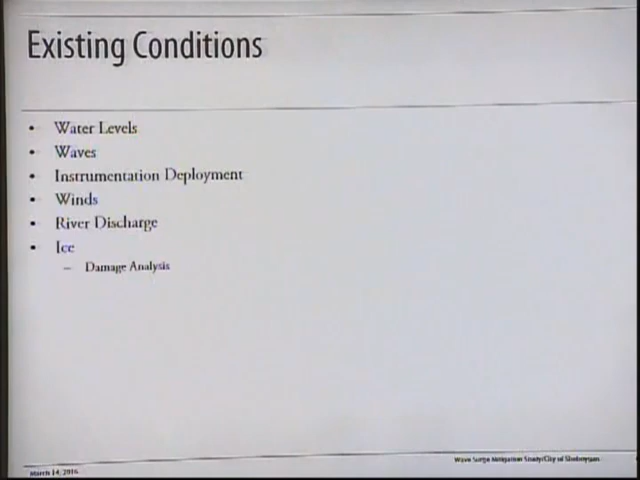 Existing Conditions
• Water Levels
• Waves
• Instrumentation Deployment
• Winds
• River Discharge
• Ice
– Damage Analysis
Wave Surge Mitigation Study/City of Sheboygan
March 14, 2016